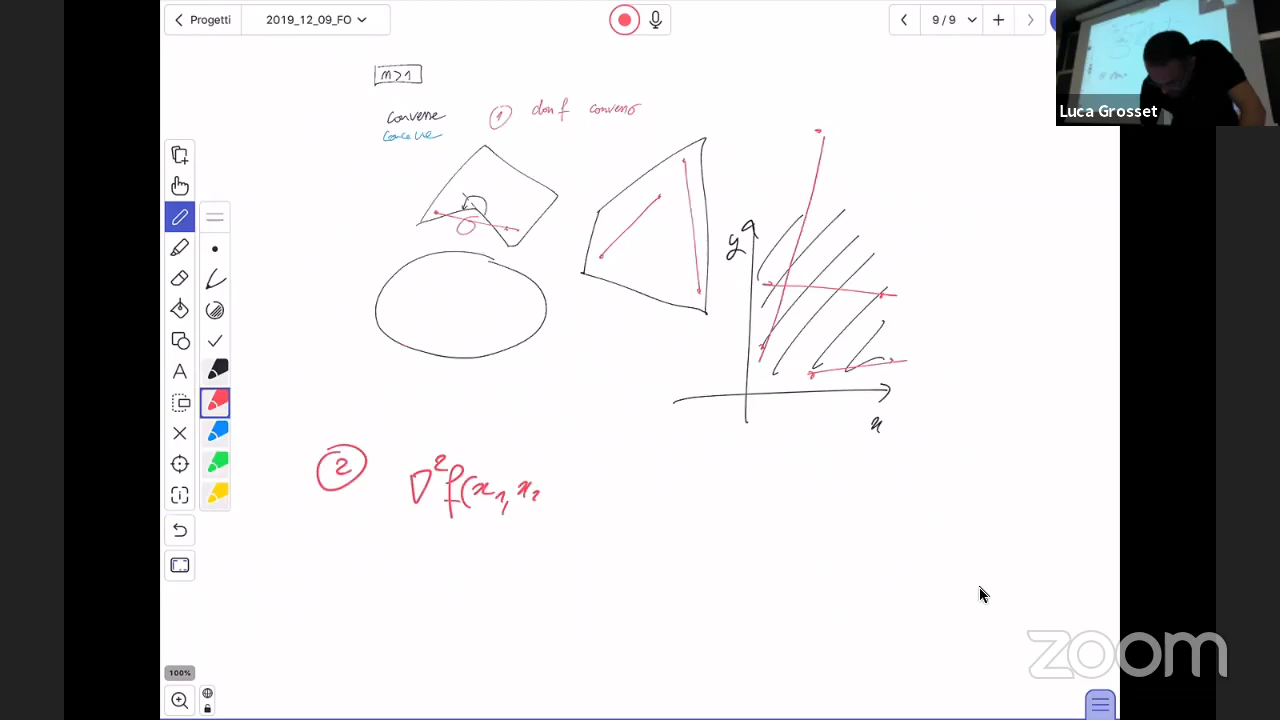 Progetti
2019_12_09_FO
9/9
Luca Grosset
m>1
convesse
concave
1 dom f convesso
y
x
2 ∇²f(x₁, x₂
100%
zoom